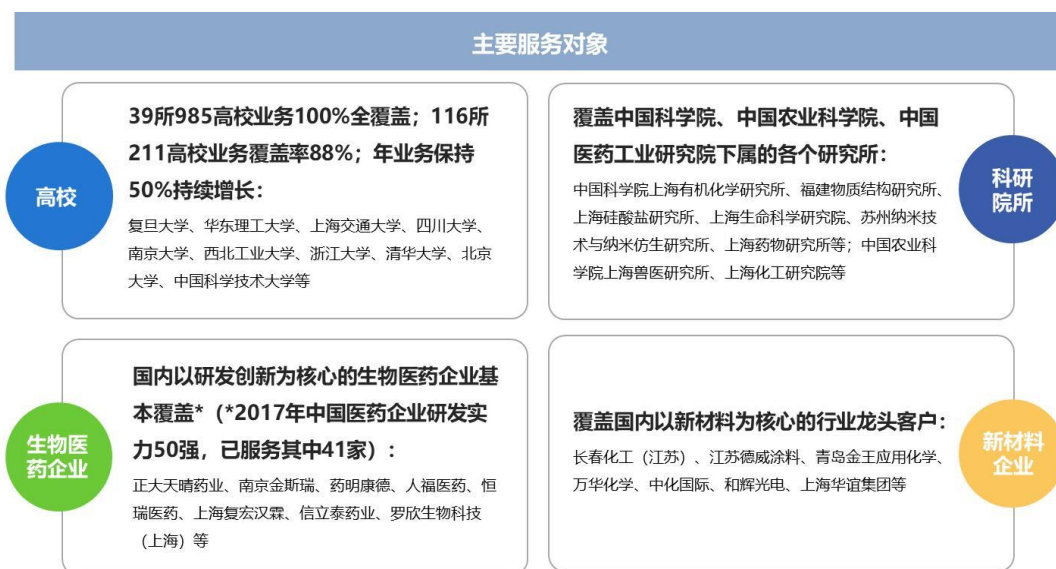 主要服务对象
高校
39所985高校业务100%全覆盖；116所
211高校业务覆盖率88%；年业务保持
50%持续增长：
复旦大学、华东理工大学、上海交通大学、四川大学、
南京大学、西北工业大学、浙江大学、清华大学、北京
大学、中国科学技术大学等
覆盖中国科学院、中国农业科学院、中国
医药工业研究院下属的各个研究所：
中国科学院上海有机化学研究所、福建物质结构研究所、
上海硅酸盐研究所、上海生命科学研究院、苏州纳米技
术与纳米仿生研究所、上海药物研究所等；中国农业科
学院上海兽医研究所、上海化工研究院等
科研
院所
生物医
药企业
国内以研发创新为核心的生物医药企业基
本覆盖*（*2017年中国医药企业研发实
力50强，已服务其中41家）：
正大天晴药业、南京金斯瑞、药明康德、人福医药、恒
瑞医药、上海复宏汉霖、信立泰药业、罗欣生物科技
（上海）等
覆盖国内以新材料为核心的行业龙头客户：
长春化工（江苏）、江苏德威涂料、青岛金王应用化学、
万华化学、中化国际、和辉光电、上海华谊集团等
新材料
企业